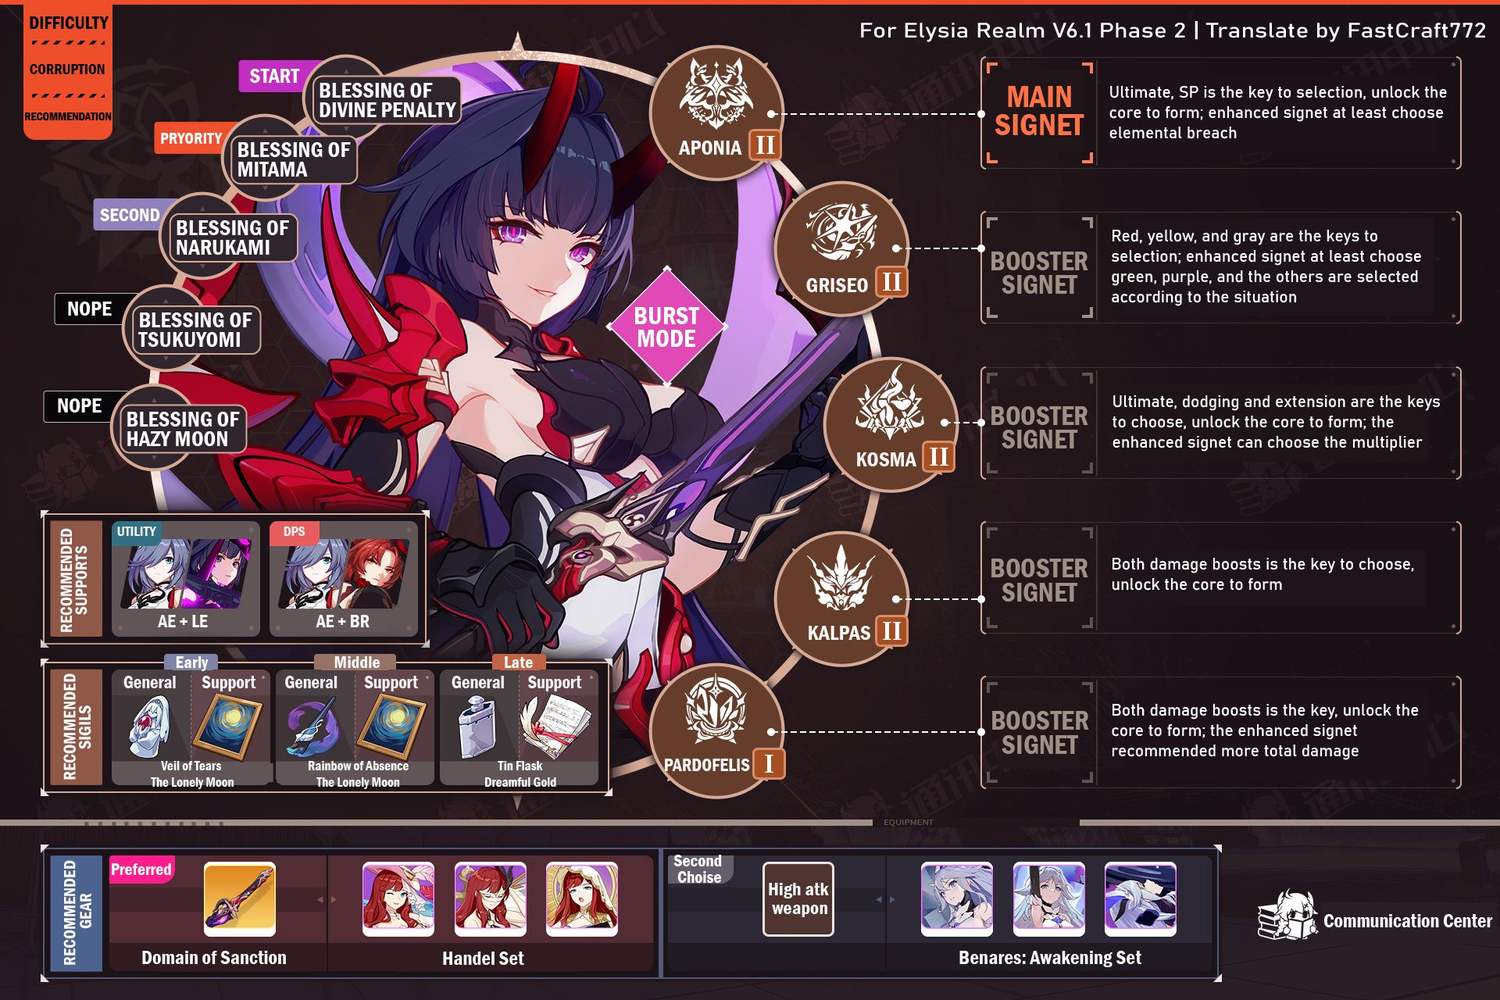 DIFFICULTY
CORRUPTION
RECOMMENDATION
For Elysia Realm V6.1 Phase 2 | Translate by FastCraft772
START
BLESSING OF
DIVINE PENALTY
PRYORITY
BLESSING OF
MITAMA
SECOND
BLESSING OF
NARUKAMI
NOPE
BLESSING OF
TSUKUYOMI
NOPE
BLESSING OF
HAZY MOON
BURST
MODE
APONIA II
MAIN
SIGNET
Ultimate, SP is the key to selection, unlock the
core to form; enhanced signet at least choose
elemental breach
GRISEO II
BOOSTER
SIGNET
Red, yellow, and gray are the keys to
selection; enhanced signet at least choose
green, purple, and the others are selected
according to the situation
KOSMA II
BOOSTER
SIGNET
Ultimate, dodging and extension are the keys
to choose, unlock the core to form; the
enhanced signet can choose the multiplier
KALPAS II
BOOSTER
SIGNET
Both damage boosts is the key to choose,
unlock the core to form
PARDOFELIS I
BOOSTER
SIGNET
Both damage boosts is the key, unlock the
core to form; the enhanced signet
recommended more total damage
RECOMMENDED
SUPPORTS
UTILITY
AE + LE
DPS
AE + BR
RECOMMENDED
SIGILS
Early
General Support
Veil of Tears
The Lonely Moon
Middle
General Support
Rainbow of Absence
The Lonely Moon
Late
General Support
Tin Flask
Dreamful Gold
EQUIPMENT
RECOMMENDED
GEAR
Preferred
Domain of Sanction
Handel Set
Second
Choise
High atk
weapon
Benares: Awakening Set
Communication Center